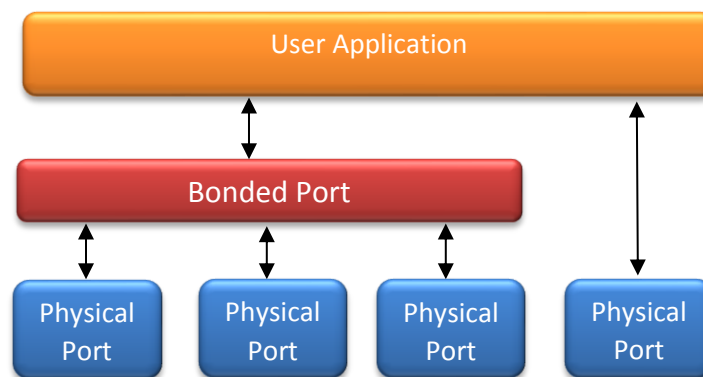 User Application
Bonded Port
Physical
Port
Physical
Port
Physical
Port
Physical
Port